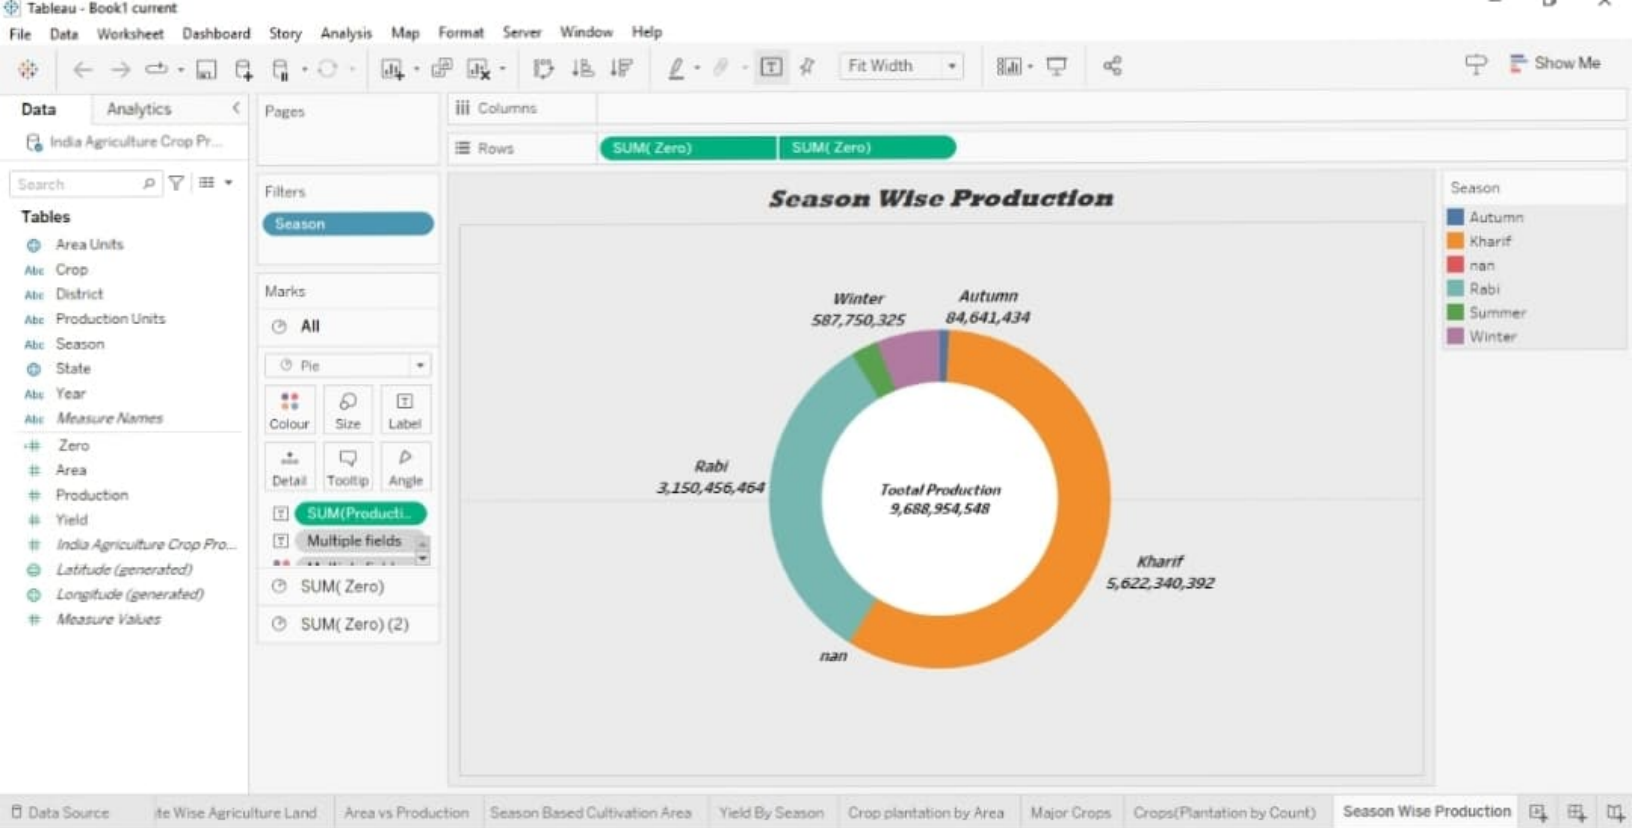 Tableau - Book1 current
File Data Worksheet Dashboard Story Analysis Map Format Server Window Help
Fit Width
Show Me
Data Analytics
India Agriculture Crop Pr...
Search
Tables
Area Units
Abc Crop
Abc District
Abc Production Units
Abc Season
State
Abc Year
Abc Measure Names
Zero
Area
Production
Yield
India Agriculture Crop Pro...
Latitude (generated)
Longitude (generated)
Measure Values
Pages
Filters
Season
Marks
All
Pie
Colour Size Label
Detail Tooltip Angle
SUM(Producti..
Multiple fields
SUM( Zero)
SUM( Zero) (2)
Columns
Rows SUM( Zero) SUM( Zero)
Season Wise Production
Winter
587,750,325
Autumn
84,641,434
Rabi
3,150,456,464
Tootal Production
9,688,954,548
Kharif
5,622,340,392
nan
Season
Autumn
Kharif
nan
Rabi
Summer
Winter
Data Source te Wise Agriculture Land Area vs Production Season Based Cultivation Area Yield By Season Crop plantation by Area Major Crops Crops(Plantation by Count) Season Wise Production